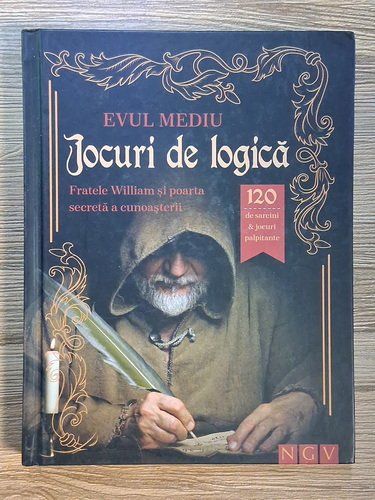 EVUL MEDIU
Jocuri de logică
Fratele William și poarta
secretă a cunoașterii
120
de sarcini
& jocuri
palpitante
NGV